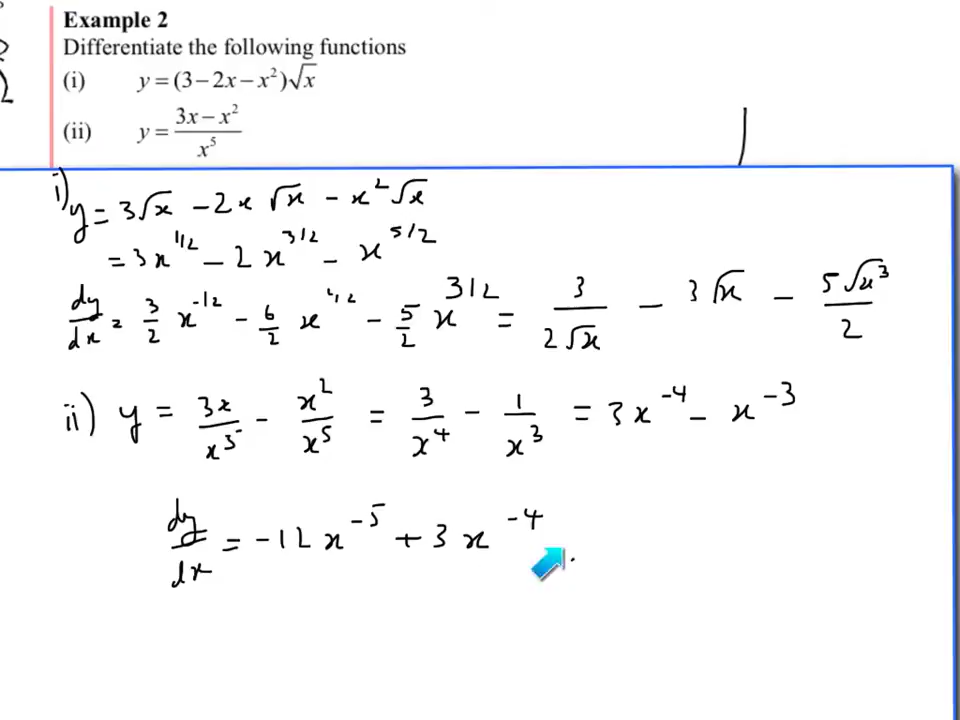 Example 2
Differentiate the following functions
(i) y = (3 − 2x − x²)√x
(ii) y = (3x − x²)/x⁵
i) y = 3√x − 2x √x − x² √x
= 3x^(1/2) − 2x^(3/2) − x^(5/2)
dy/dx = 3/2 x^(-1/2) − 6/2 x^(1/2) − 5/2 x^(3/2) = 3/(2√x) − 3√x − 5√x³/2
ii) y = 3x/x⁵ − x²/x⁵ = 3/x⁴ − 1/x³ = 3x^(-4) − x^(-3)
dy/dx = -12x^(-5) + 3x^(-4)